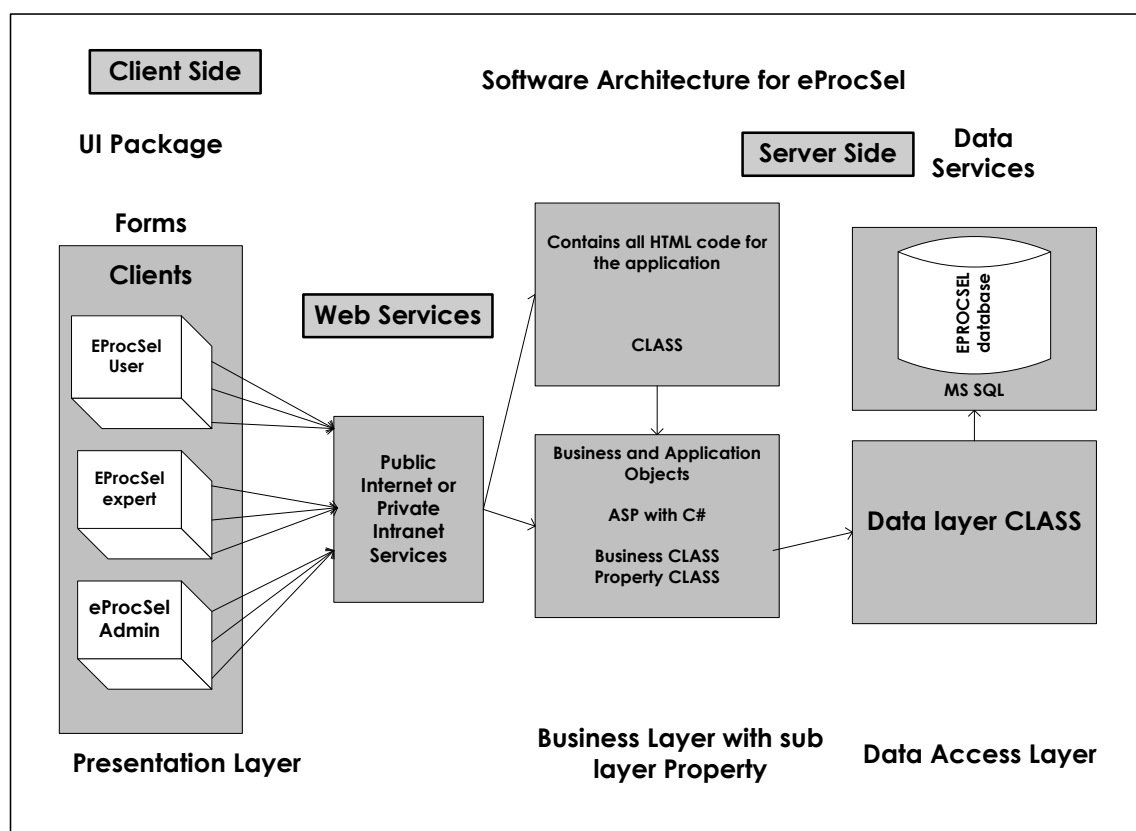 Client Side
Software Architecture for eProcSel
UI Package
Server Side
Data
Services
Forms
Clients
EProcSel
User
EProcSel
expert
eProcSel
Admin
Presentation Layer
Web Services
Public
Internet or
Private
Intranet
Services
Contains all HTML code for
the application
CLASS
Business and Application
Objects
ASP with C#
Business CLASS
Property CLASS
Business Layer with sub
layer Property
EPROCSEL
database
MS SQL
Data layer CLASS
Data Access Layer